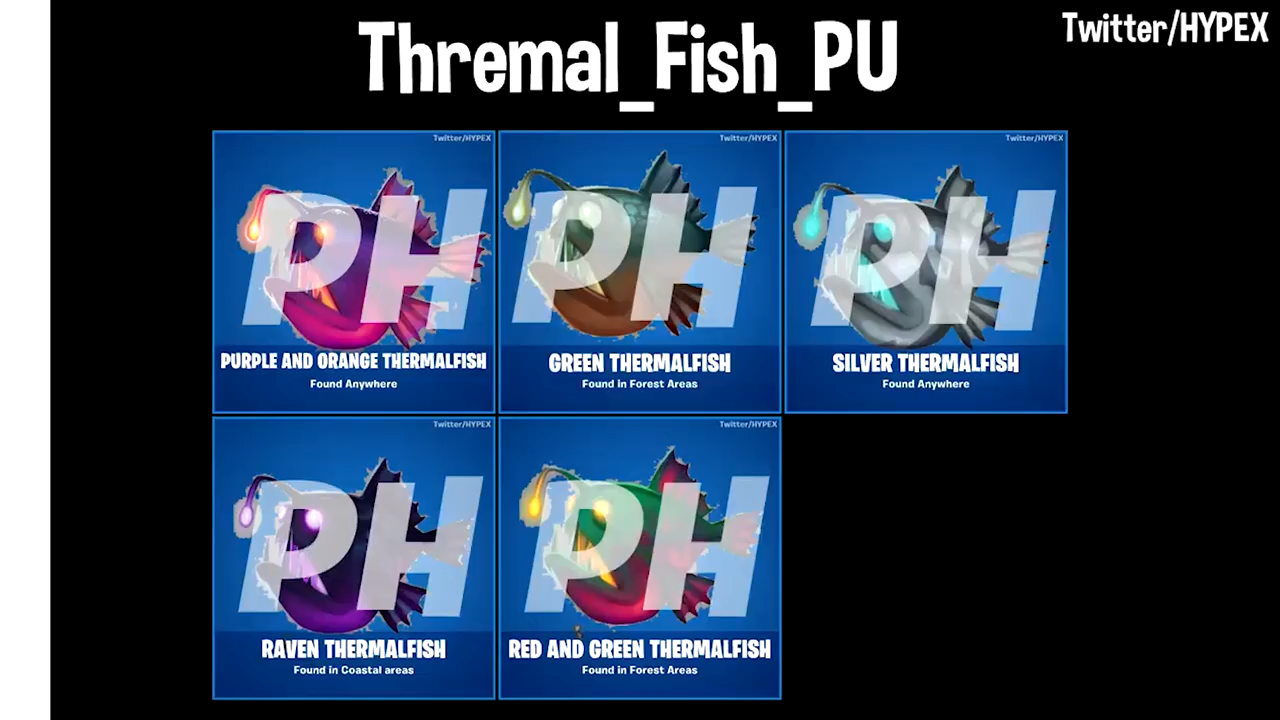 Thremal_Fish_PU
Twitter/HYPEX
Twitter/HYPEX
PH
PURPLE AND ORANGE THERMALFISH
Found Anywhere
Twitter/HYPEX
PH
GREEN THERMALFISH
Found in Forest Areas
Twitter/HYPEX
PH
SILVER THERMALFISH
Found Anywhere
Twitter/HYPEX
PH
RAVEN THERMALFISH
Found in Coastal areas
Twitter/HYPEX
PH
RED AND GREEN THERMALFISH
Found in Forest Areas